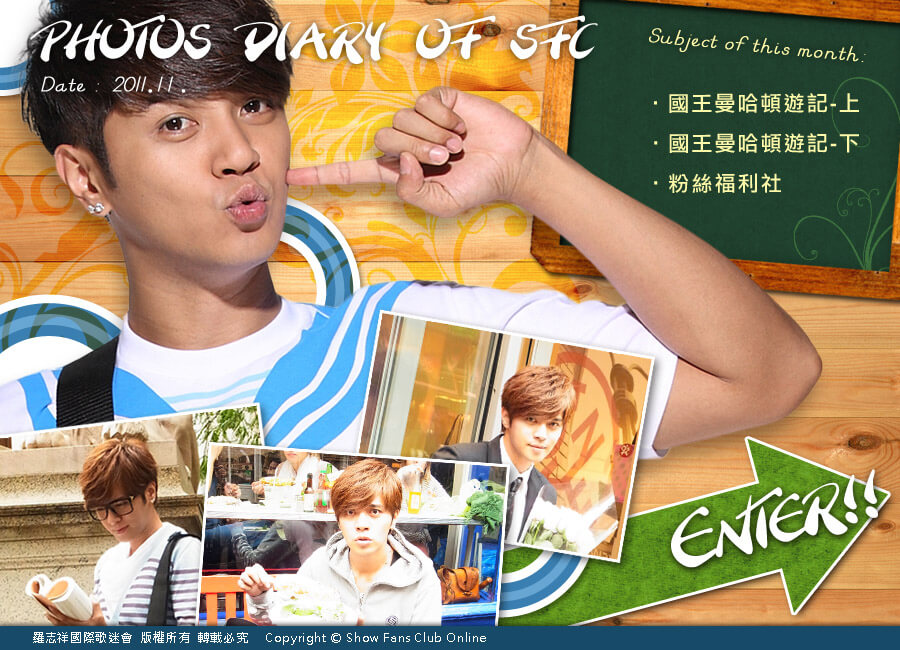 PHOTOS DIARY OF SFC
Date : 2011.11.
Subject of this month:
· 國王曼哈頓遊記-上
· 國王曼哈頓遊記-下
· 粉絲福利社
ENTER!!
羅志祥國際歌迷會 版權所有 轉載必究 Copyright © Show Fans Club Online